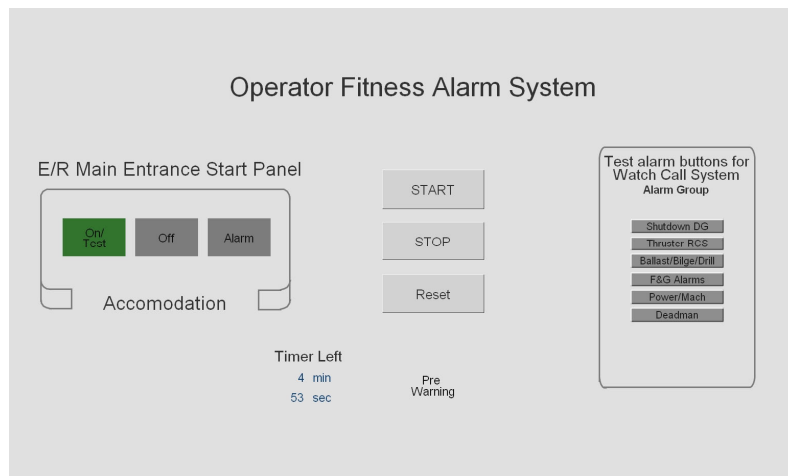 Operator Fitness Alarm System
E/R Main Entrance Start Panel
On/
Test
Off
Alarm
Accomodation
START
STOP
Reset
Timer Left
4 min
53 sec
Pre
Warning
Test alarm buttons for
Watch Call System
Alarm Group
Shutdown DG
Thruster RCS
Ballast/Bilge/Drill
F&G Alarms
Power/Mach
Deadman